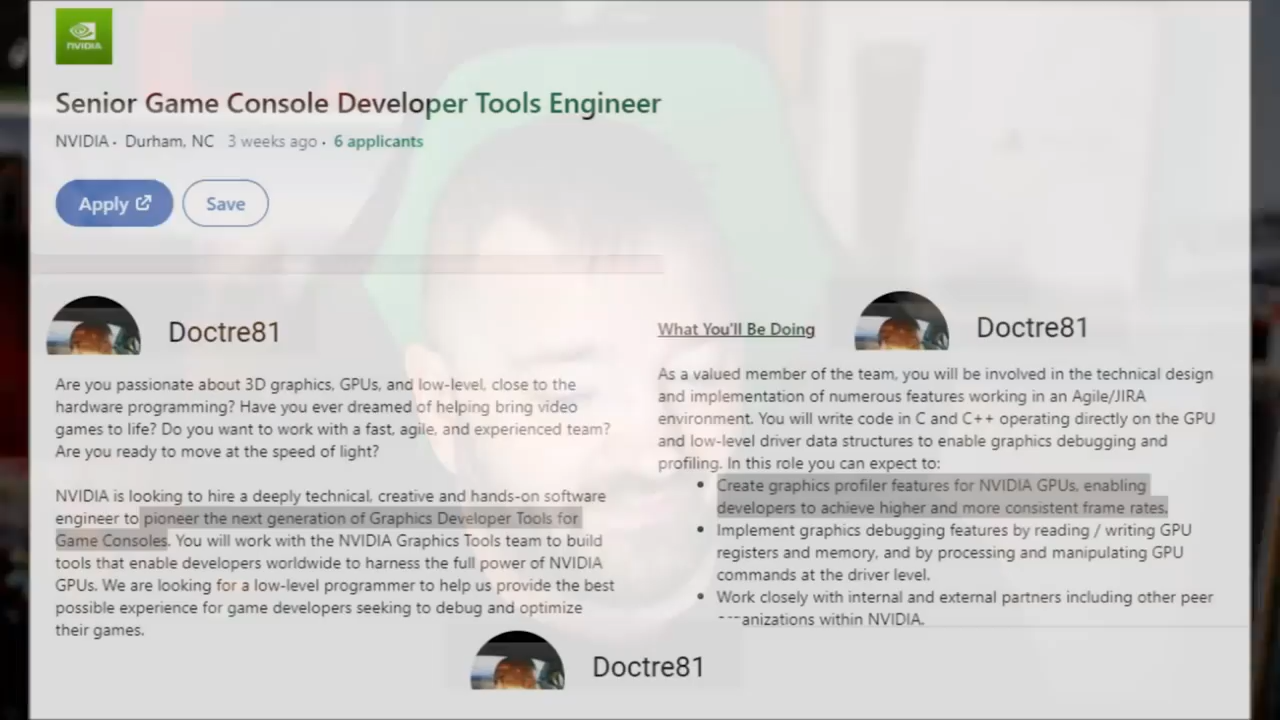 NVIDIA
Senior Game Console Developer Tools Engineer
NVIDIA · Durham, NC 3 weeks ago · 6 applicants
Apply Save
Doctre81
Are you passionate about 3D graphics, GPUs, and low-level, close to the
hardware programming? Have you ever dreamed of helping bring video
games to life? Do you want to work with a fast, agile, and experienced team?
Are you ready to move at the speed of light?
NVIDIA is looking to hire a deeply technical, creative and hands-on software
engineer to pioneer the next generation of Graphics Developer Tools for
Game Consoles. You will work with the NVIDIA Graphics Tools team to build
tools that enable developers worldwide to harness the full power of NVIDIA
GPUs. We are looking for a low-level programmer to help us provide the best
possible experience for game developers seeking to debug and optimize
their games.
What You'll Be Doing
Doctre81
As a valued member of the team, you will be involved in the technical design
and implementation of numerous features working in an Agile/JIRA
environment. You will write code in C and C++ operating directly on the GPU
and low-level driver data structures to enable graphics debugging and
profiling. In this role you can expect to:
• Create graphics profiler features for NVIDIA GPUs, enabling
developers to achieve higher and more consistent frame rates.
• Implement graphics debugging features by reading / writing GPU
registers and memory, and by processing and manipulating GPU
commands at the driver level.
• Work closely with internal and external partners including other peer
anizations within NVIDIA.
Doctre81